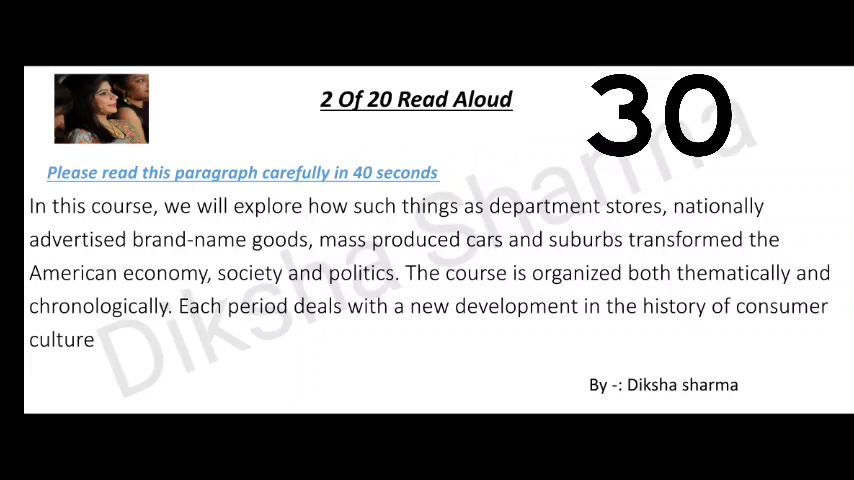 2 Of 20 Read Aloud
30
Please read this paragraph carefully in 40 seconds
In this course, we will explore how such things as department stores, nationally
advertised brand-name goods, mass produced cars and suburbs transformed the
American economy, society and politics. The course is organized both thematically and
chronologically. Each period deals with a new development in the history of consumer
culture
By -: Diksha sharma
Diksha Sharma